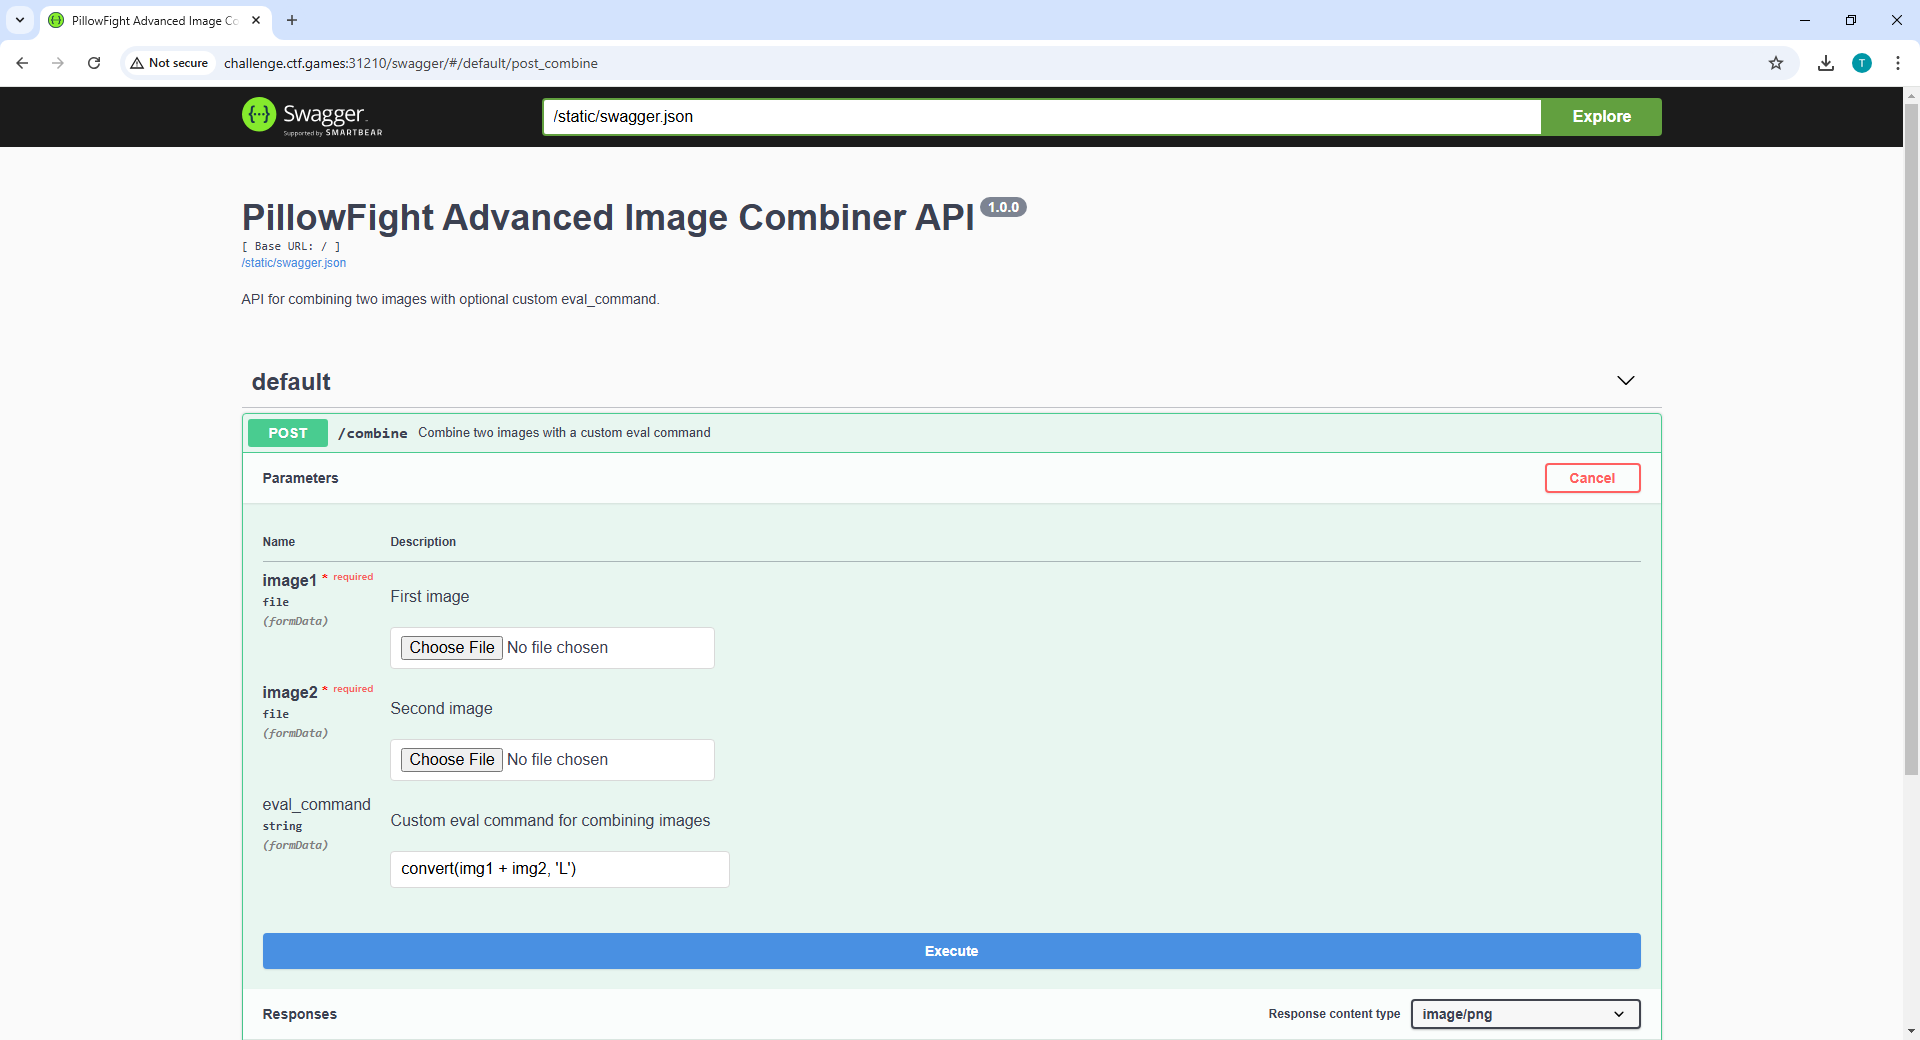 PillowFight Advanced Image Co
Not secure
challenge.ctf.games:31210/swagger/#/default/post_combine
T
{··} Swagger
Supported by SMARTBEAR
/static/swagger.json
Explore
PillowFight Advanced Image Combiner API 1.0.0
[ Base URL: / ]
/static/swagger.json
API for combining two images with optional custom eval_command.
default
POST /combine Combine two images with a custom eval command
Parameters
Cancel
Name Description
image1 * required
file
(formData)
First image
Choose File No file chosen
image2 * required
file
(formData)
Second image
Choose File No file chosen
eval_command
string
(formData)
Custom eval command for combining images
convert(img1 + img2, 'L')
Execute
Responses
Response content type image/png